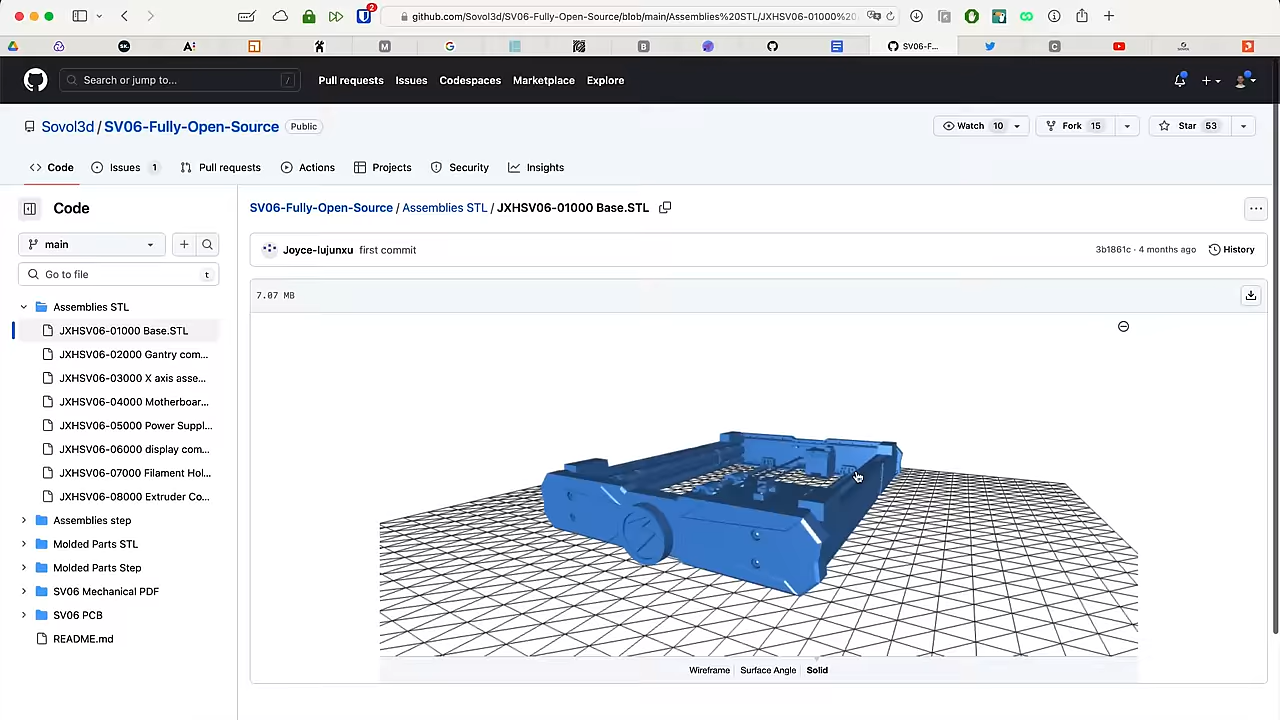 2
github.com/Sovol3d/SV06-Fully-Open-Source/blob/main/Assemblies%20STL/JXHSV06-01000%20
SV06-F...
Search or jump to...
/
Pull requests
Issues
Codespaces
Marketplace
Explore
Sovol3d / SV06-Fully-Open-Source
Public
Watch 10
Fork 15
Star 53
Code
Issues 1
Pull requests
Actions
Projects
Security
Insights
Code
SV06-Fully-Open-Source / Assemblies STL / JXHSV06-01000 Base.STL
main
Joyce-lujunxu first commit
3b1861c · 4 months ago
History
Go to file
t
7.07 MB
Assemblies STL
JXHSV06-01000 Base.STL
JXHSV06-02000 Gantry com...
JXHSV06-03000 X axis asse...
JXHSV06-04000 Motherboar...
JXHSV06-05000 Power Suppl...
JXHSV06-06000 display com...
JXHSV06-07000 Filament Hol...
JXHSV06-08000 Extruder Co...
Assemblies step
Molded Parts STL
Molded Parts Step
SV06 Mechanical PDF
SV06 PCB
README.md
Wireframe
Surface Angle
Solid